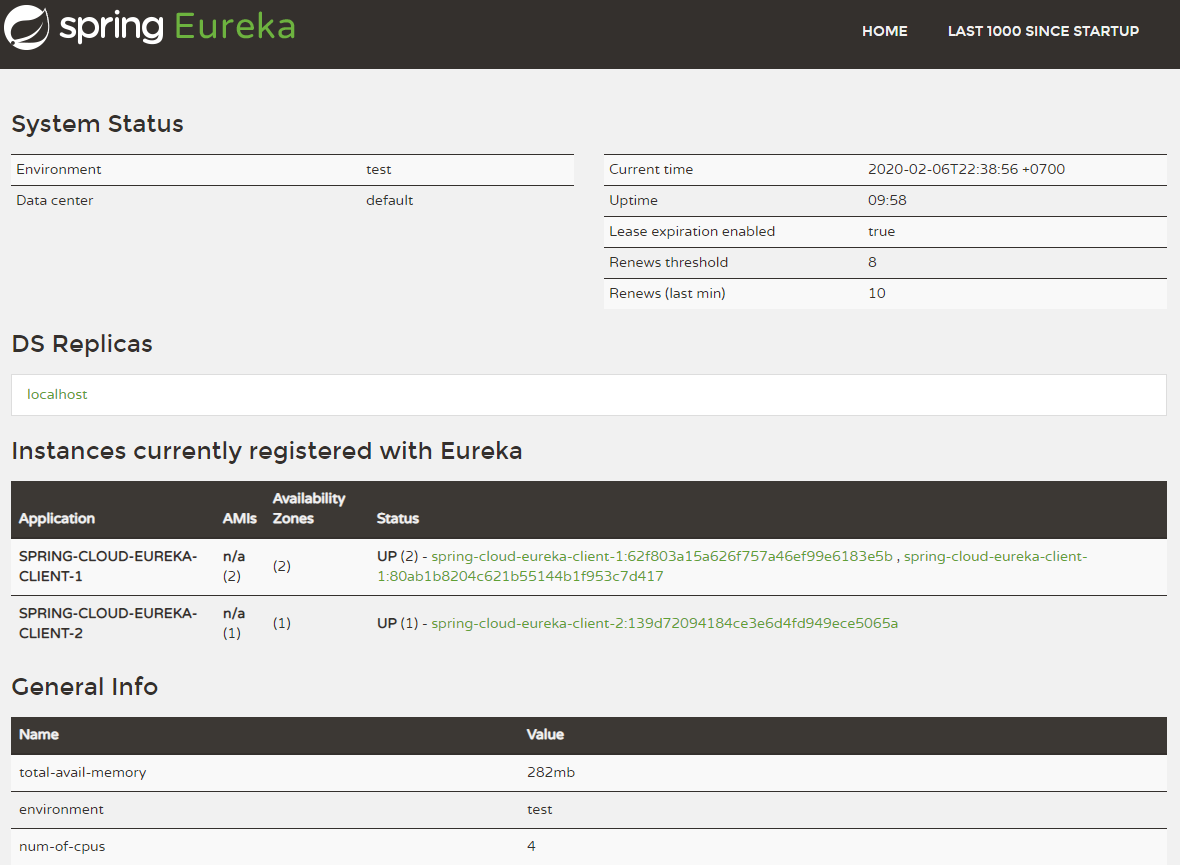 spring Eureka
HOME LAST 1000 SINCE STARTUP
System Status
Environment test
Data center default
Current time 2020-02-06T22:38:56 +0700
Uptime 09:58
Lease expiration enabled true
Renews threshold 8
Renews (last min) 10
DS Replicas
localhost
Instances currently registered with Eureka
Application AMIs Availability Zones Status
SPRING-CLOUD-EUREKA-
CLIENT-1
n/a
(2)
(2)
UP (2) - spring-cloud-eureka-client-1:62f803a15a626f757a46ef99e6183e5b , spring-cloud-eureka-client-
1:80ab1b8204c621b55144b1f953c7d417
SPRING-CLOUD-EUREKA-
CLIENT-2
n/a
(1)
(1)
UP (1) - spring-cloud-eureka-client-2:139d72094184ce3e6d4fd949ece5065a
General Info
Name Value
total-avail-memory 282mb
environment test
num-of-cpus 4